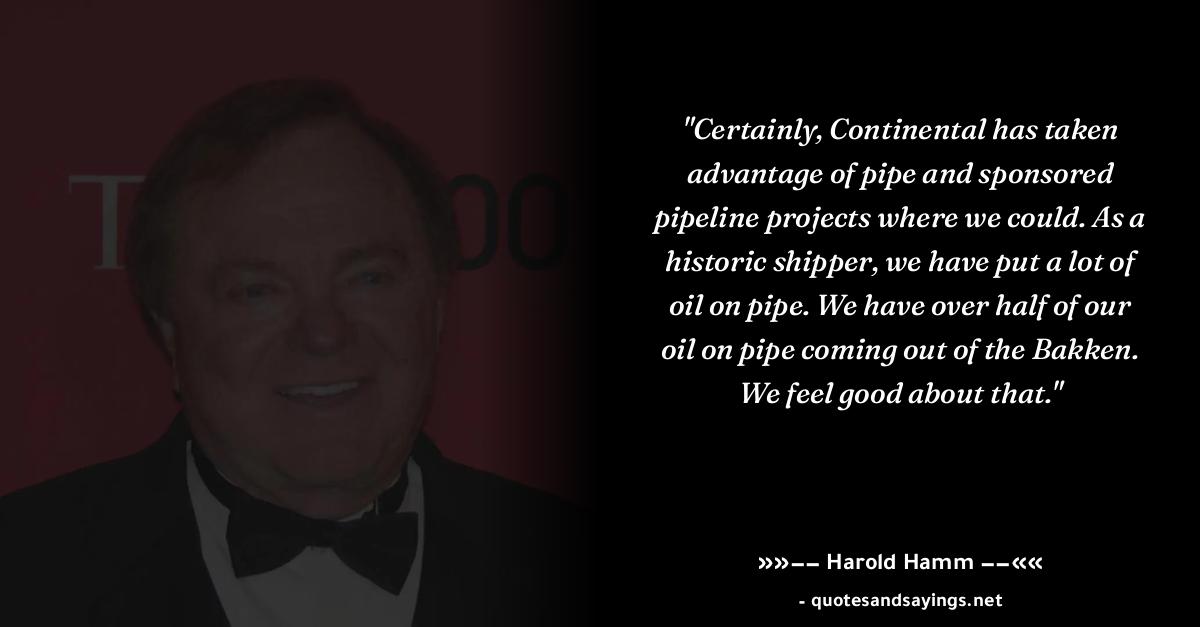 T 00
"Certainly, Continental has taken
advantage of pipe and sponsored
pipeline projects where we could. As a
historic shipper, we have put a lot of
oil on pipe. We have over half of our
oil on pipe coming out of the Bakken.
We feel good about that."
»»–– Harold Hamm ––««
- quotesandsayings.net